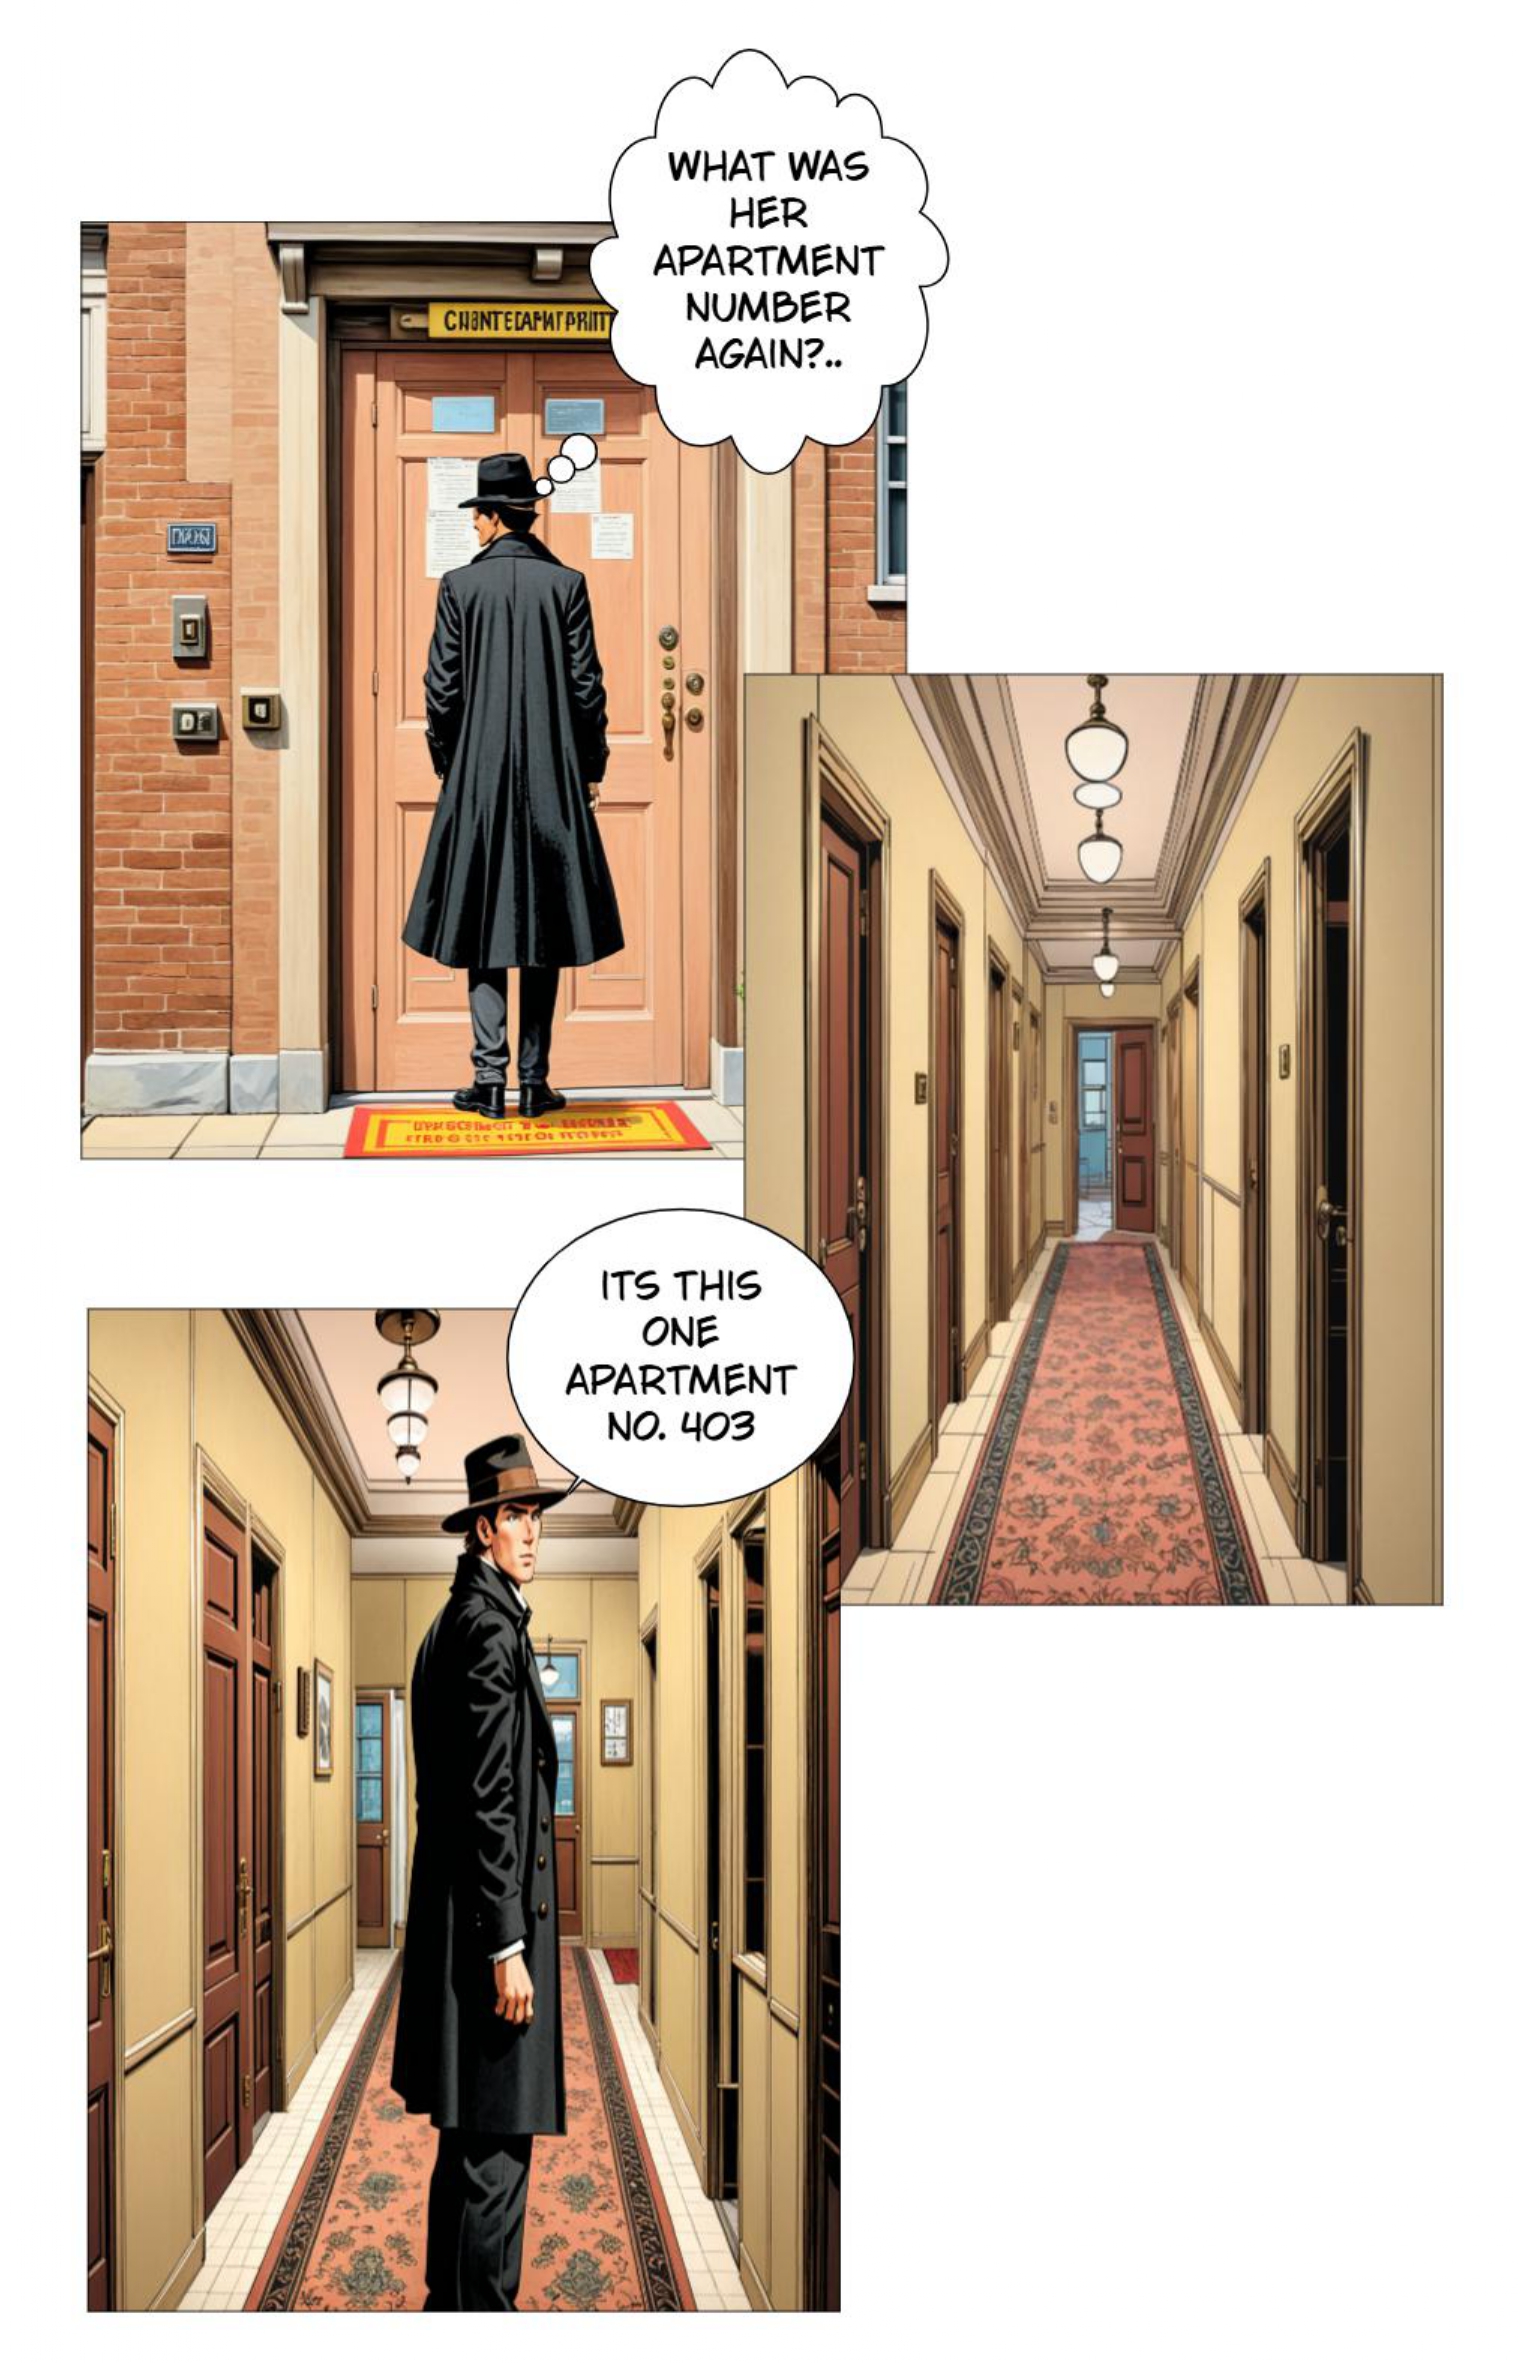 WHAT WAS
HER
APARTMENT
NUMBER
AGAIN?..
ITS THIS
ONE
APARTMENT
NO. 403